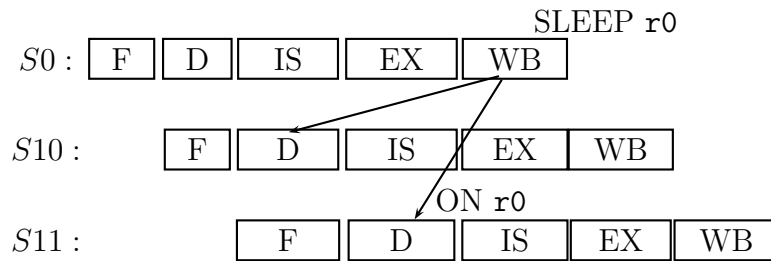 SLEEP r0
S0 : F D IS EX WB
S10 : F D IS EX WB
ON r0
S11 : F D IS EX WB